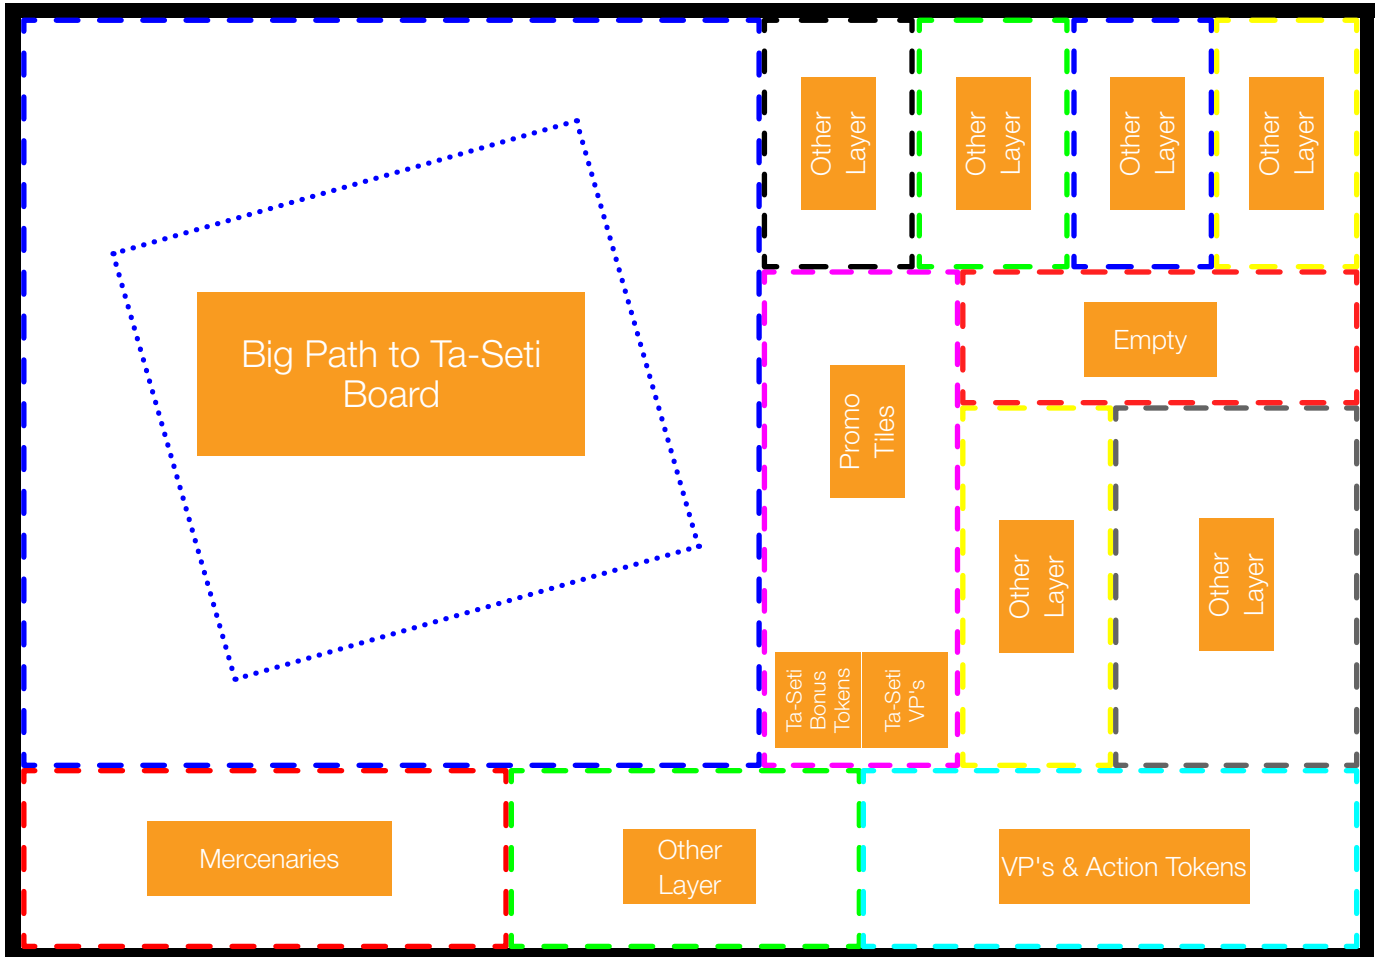 Other
Layer
Other
Layer
Other
Layer
Other
Layer
Big Path to Ta-Seti
Board
Empty
Promo
Tiles
Other
Layer
Other
Layer
Ta-Seti
Bonus
Tokens
Ta-Seti
VP's
Mercenaries
Other
Layer
VP's & Action Tokens